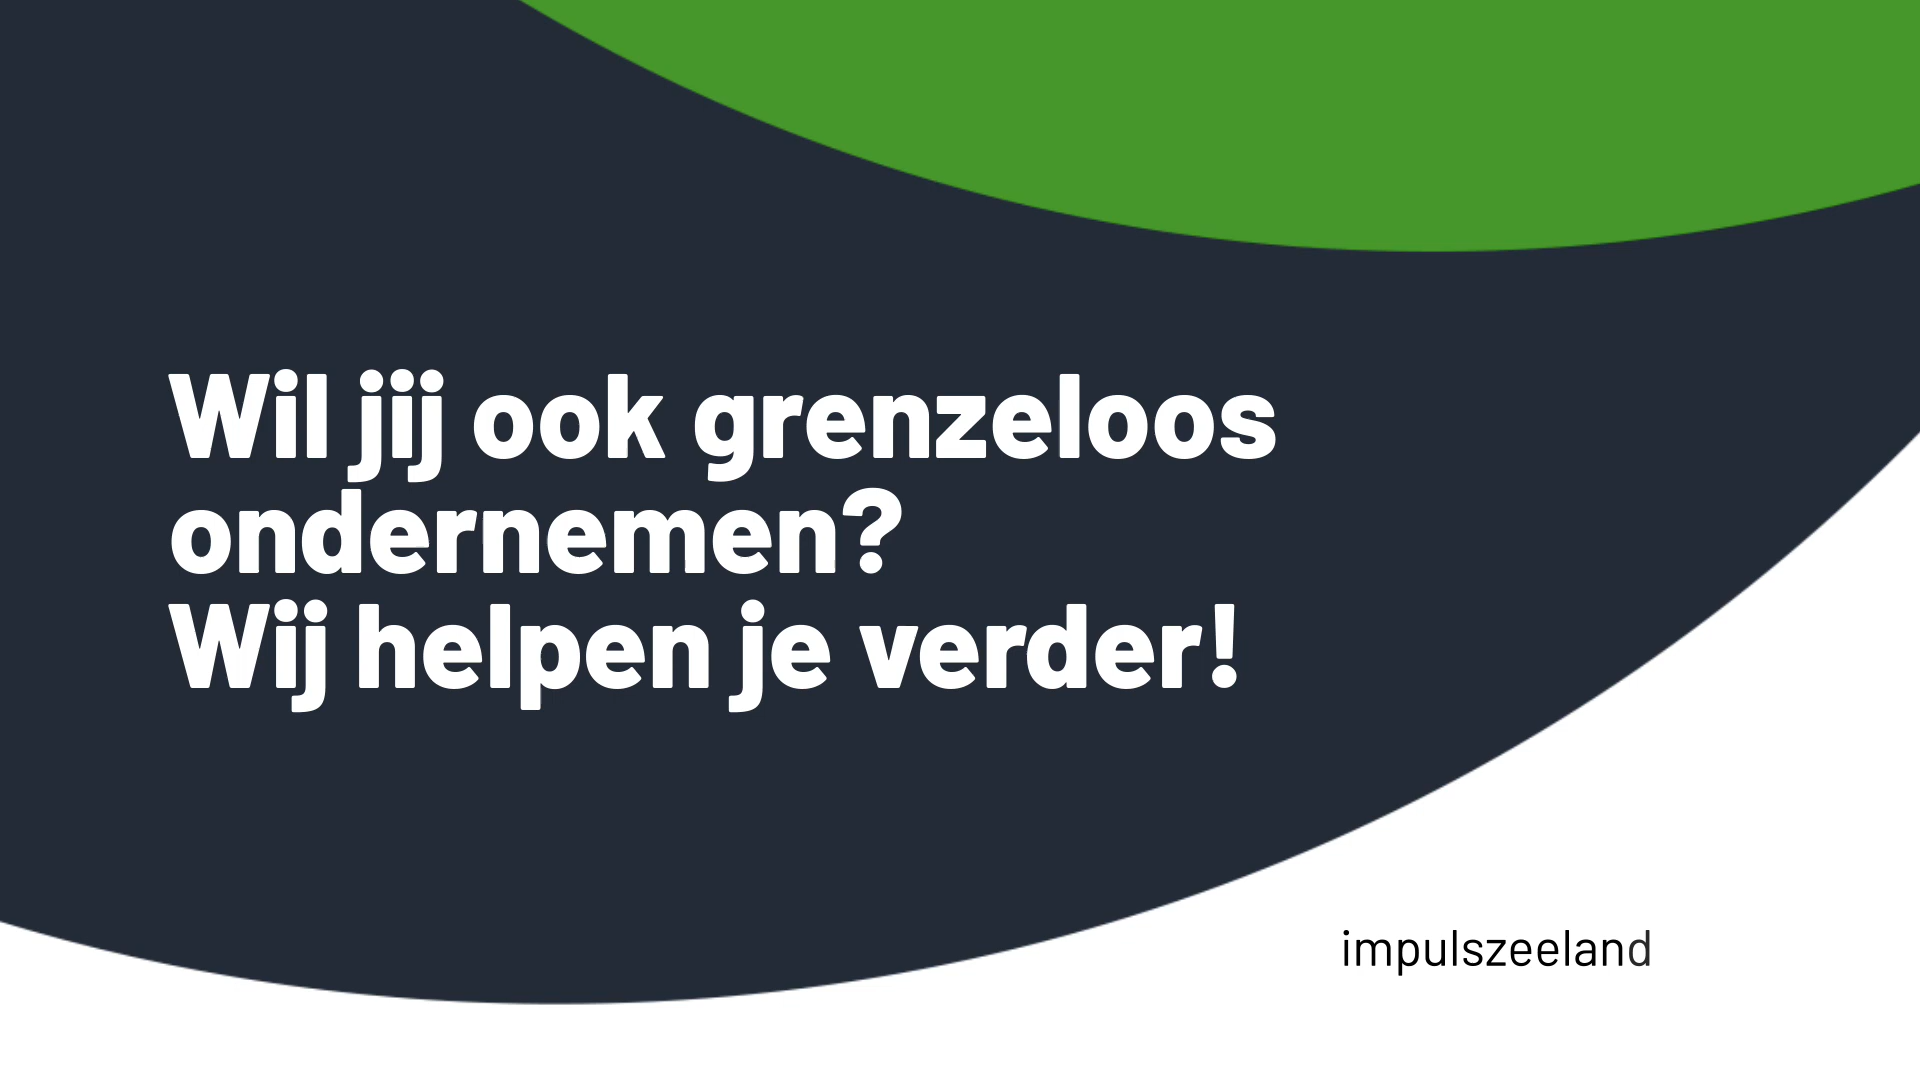 Wil jij ook grenzeloos
ondernemen?
Wij helpen je verder!
impulszeeland